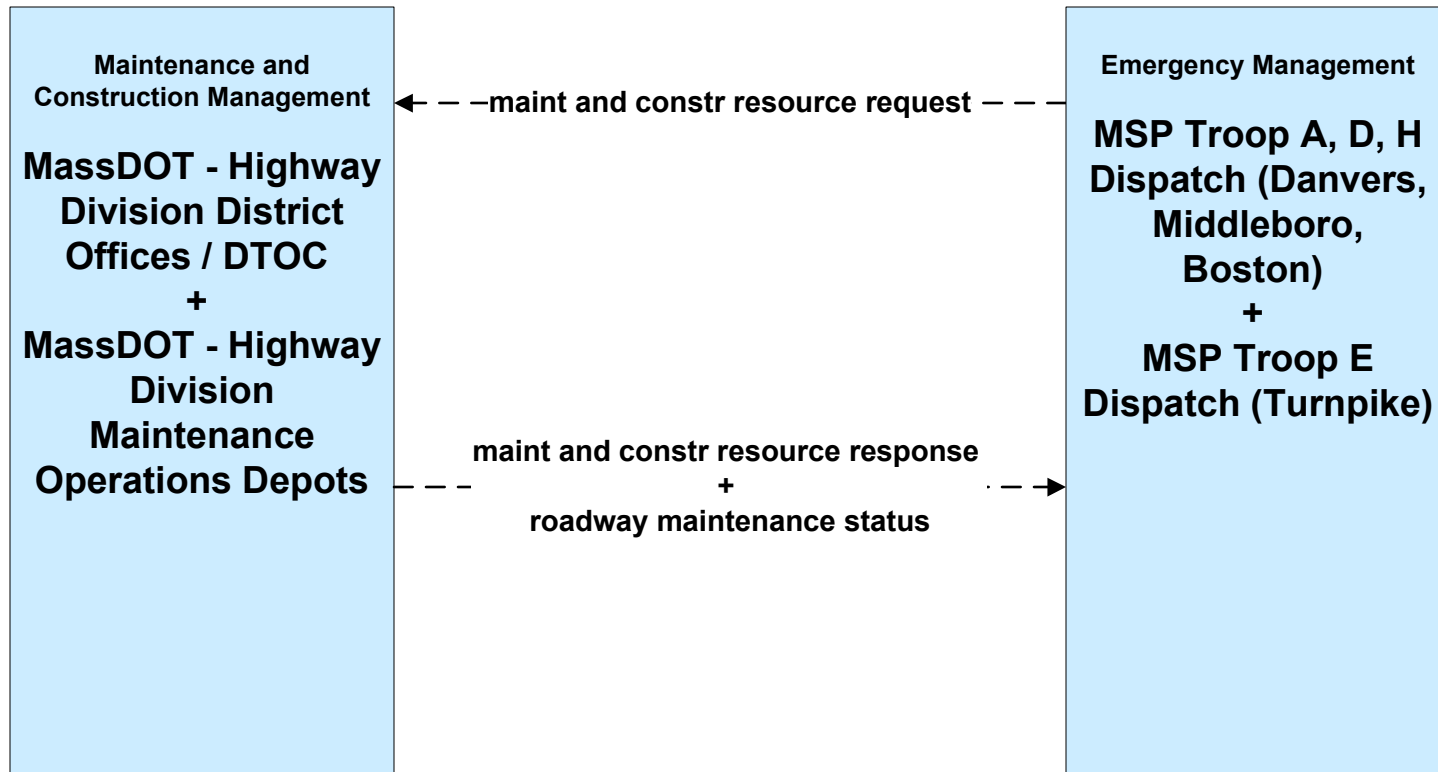 Maintenance and
Construction Management
MassDOT - Highway
Division District
Offices / DTOC
+
MassDOT - Highway
Division
Maintenance
Operations Depots
maint and constr resource request
maint and constr resource response
+
roadway maintenance status
Emergency Management
MSP Troop A, D, H
Dispatch (Danvers,
Middleboro,
Boston)
+
MSP Troop E
Dispatch (Turnpike)